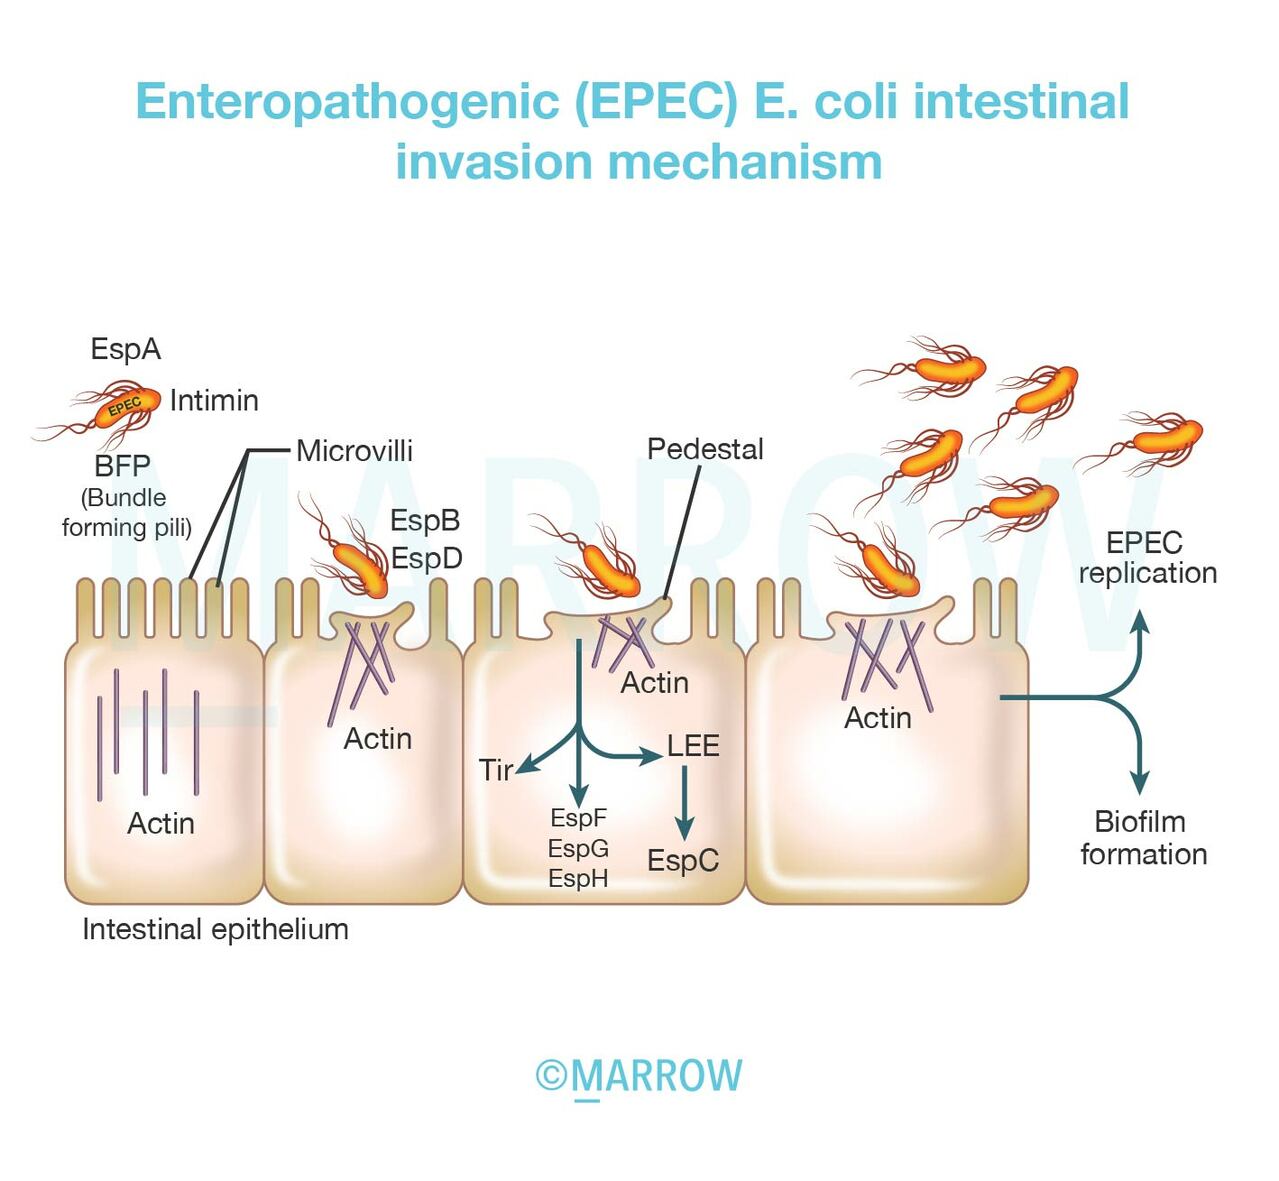 Enteropathogenic (EPEC) E. coli intestinal
invasion mechanism
EspA
EPEC
Intimin
BFP
(Bundle
forming pili)
Microvilli
EspB
EspD
Pedestal
EPEC
replication
Actin
Actin
Actin
Actin
Tir
LEE
EspF
EspG
EspH
EspC
Biofilm
formation
Intestinal epithelium
MARROW
©MARROW